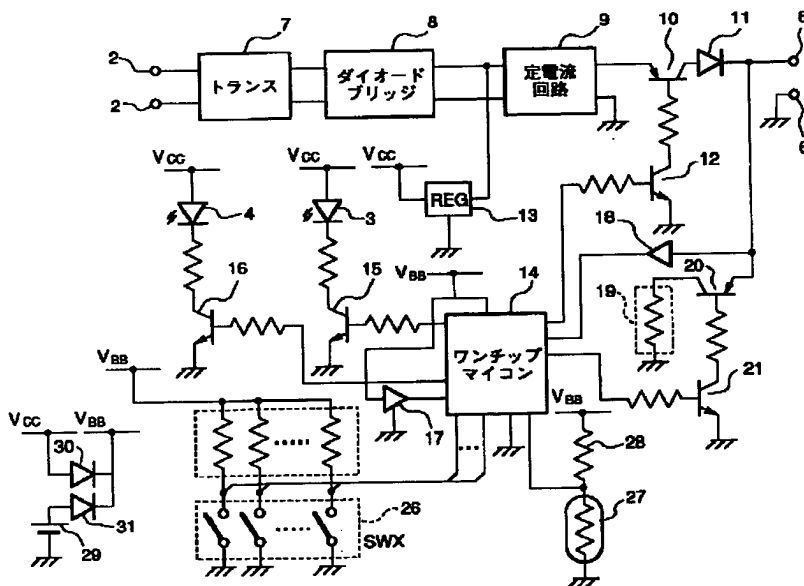 7
8
9
10
11
6
2
2
トランス
ダイオード
ブリッジ
定電流
回路
6
VCC
VCC
VCC
12
4
3
REG
13
18
16
15
VBB
14
20
19
ワンチップ
マイコン
VBB
17
21
VBB
28
VCC
VBB
30
31
29
26
SWX
27